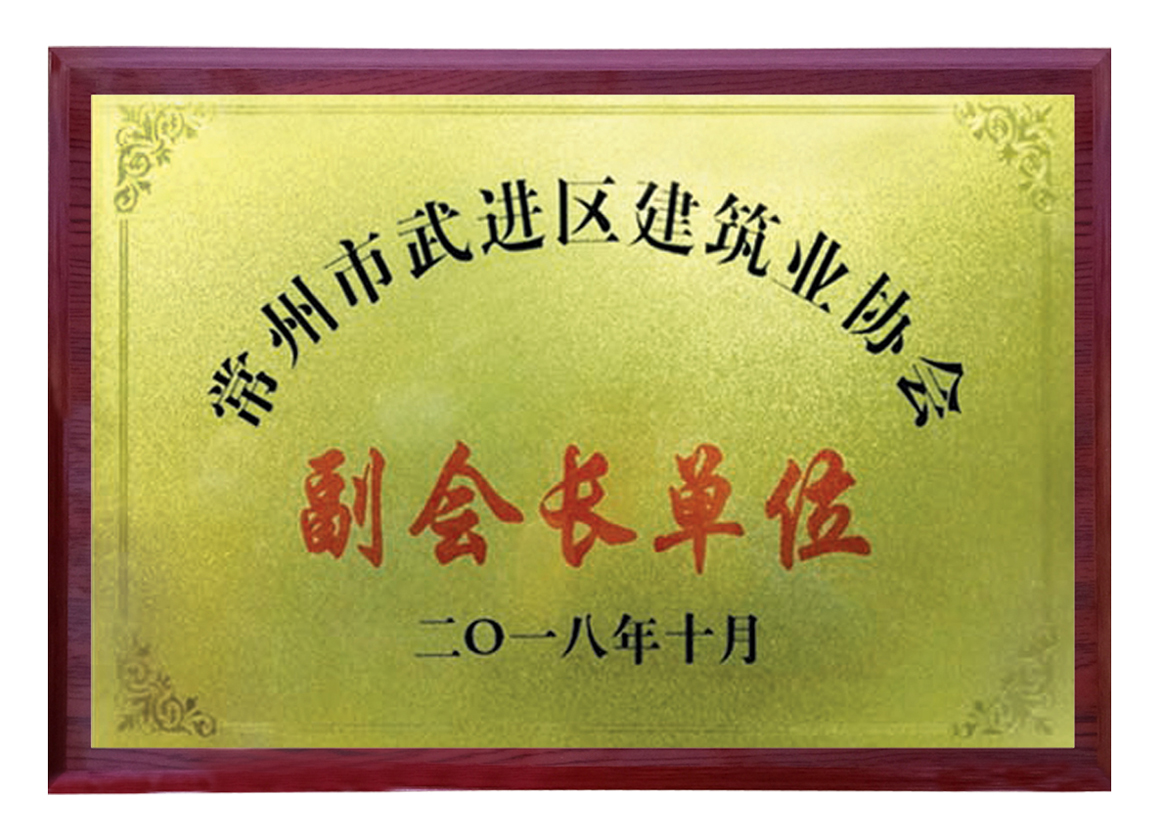 常州市武进区建筑业协会
副会长单位
二〇一八年十月